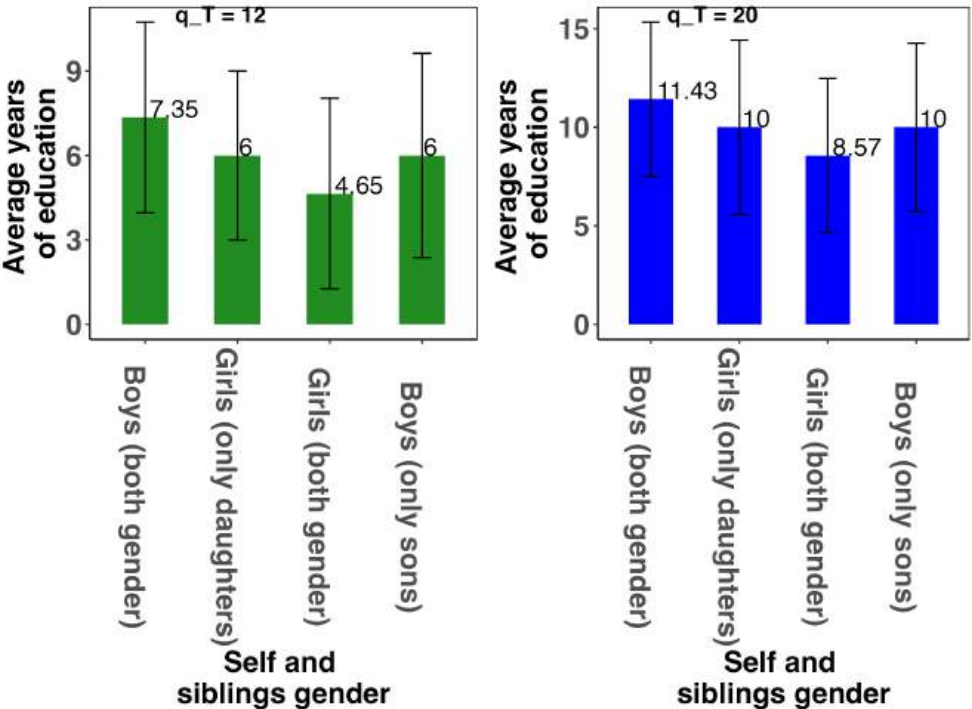 q_T = 12
Average years
of education
9
6
3
0
7.35
6
4.65
6
Boys (both gender)
Girls (only daughters)
Girls (both gender)
Boys (only sons)
Self and
siblings gender
q_T = 20
Average years
of education
15
10
5
0
11.43
10
8.57
10
Boys (both gender)
Girls (only daughters)
Girls (both gender)
Boys (only sons)
Self and
siblings gender